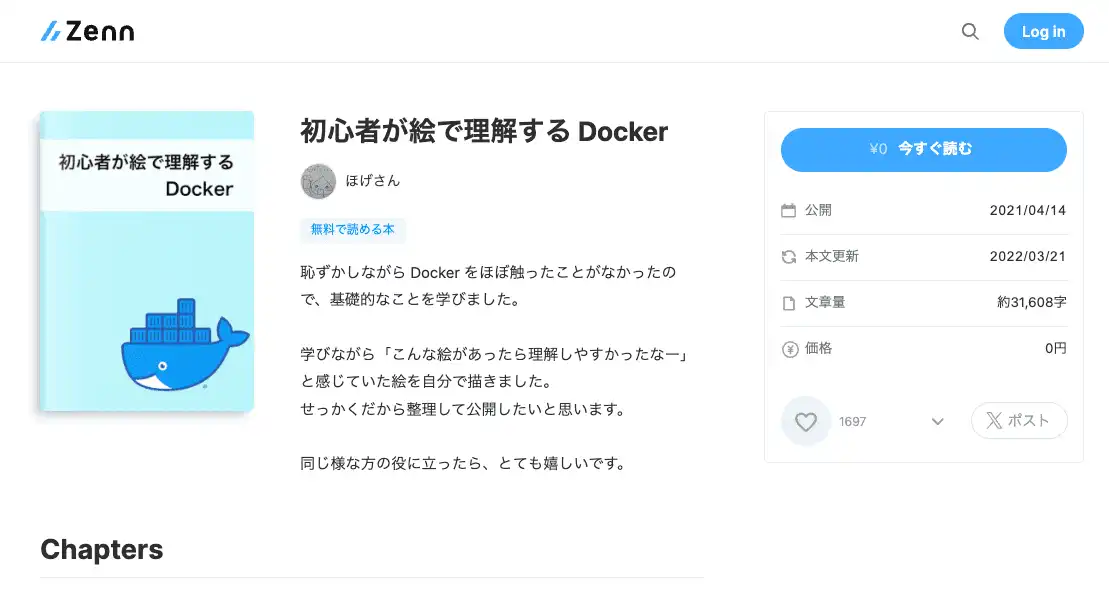 Zenn
Log in
初心者が絵で理解する
Docker
初心者が絵で理解する Docker
ほげさん
無料で読める本
恥ずかしながら Docker をほぼ触ったことがなかったの
で、基礎的なことを学びました。
学びながら「こんな絵があったら理解しやすかったなー」
と感じていた絵を自分で描きました。
せっかくだから整理して公開したいと思います。
同じ様な方の役に立ったら、とても嬉しいです。
¥0 今すぐ読む
公開 2021/04/14
本文更新 2022/03/21
文章量 約31,608字
価格 0円
1697 ポスト
Chapters